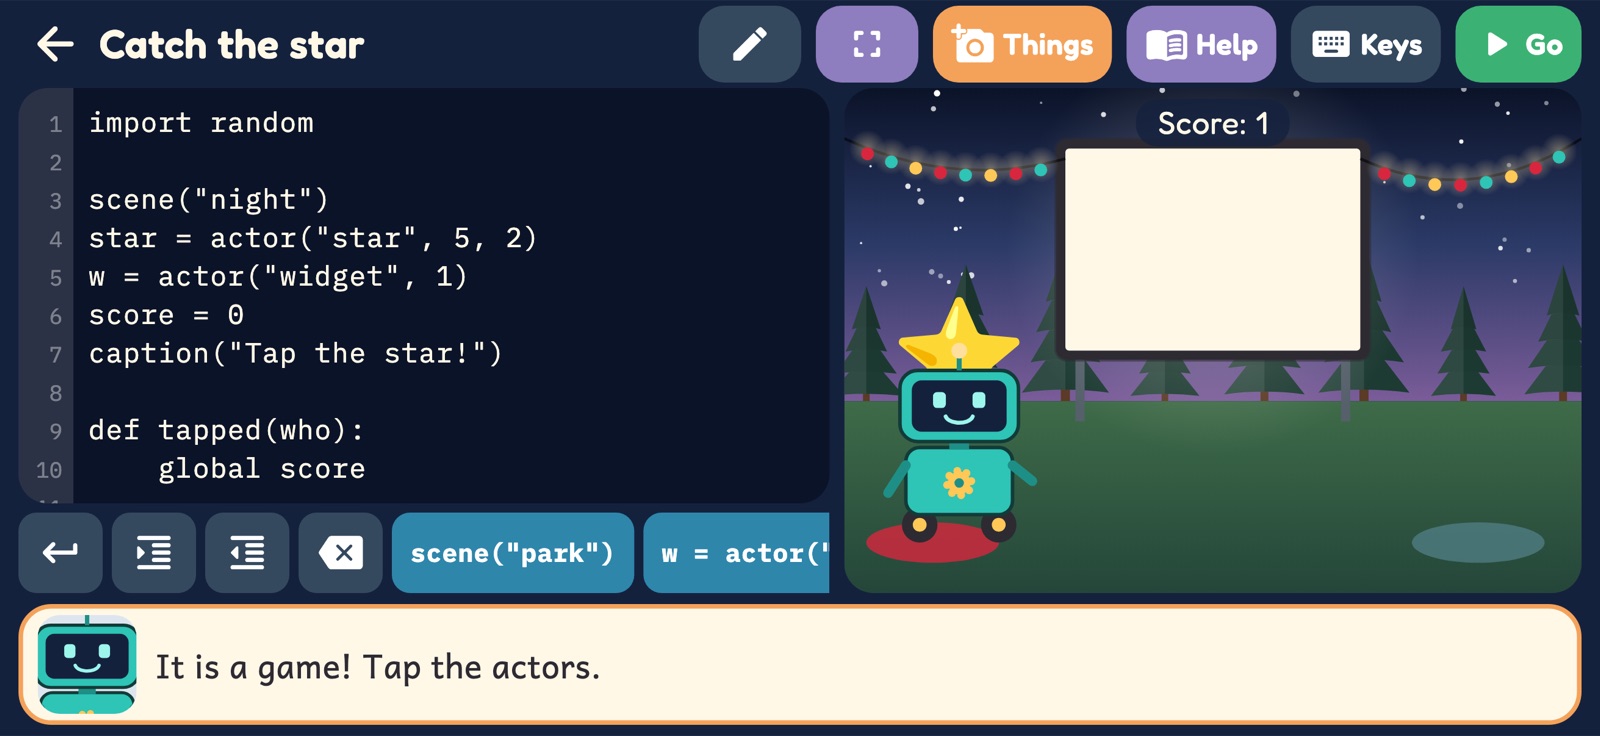 Catch the star
Things
Help
Keys
Go
1 import random
2
3 scene("night")
4 star = actor("star", 5, 2)
5 w = actor("widget", 1)
6 score = 0
7 caption("Tap the star!")
8
9 def tapped(who):
10     global score
scene("park")
w = actor("
Score: 1
It is a game! Tap the actors.